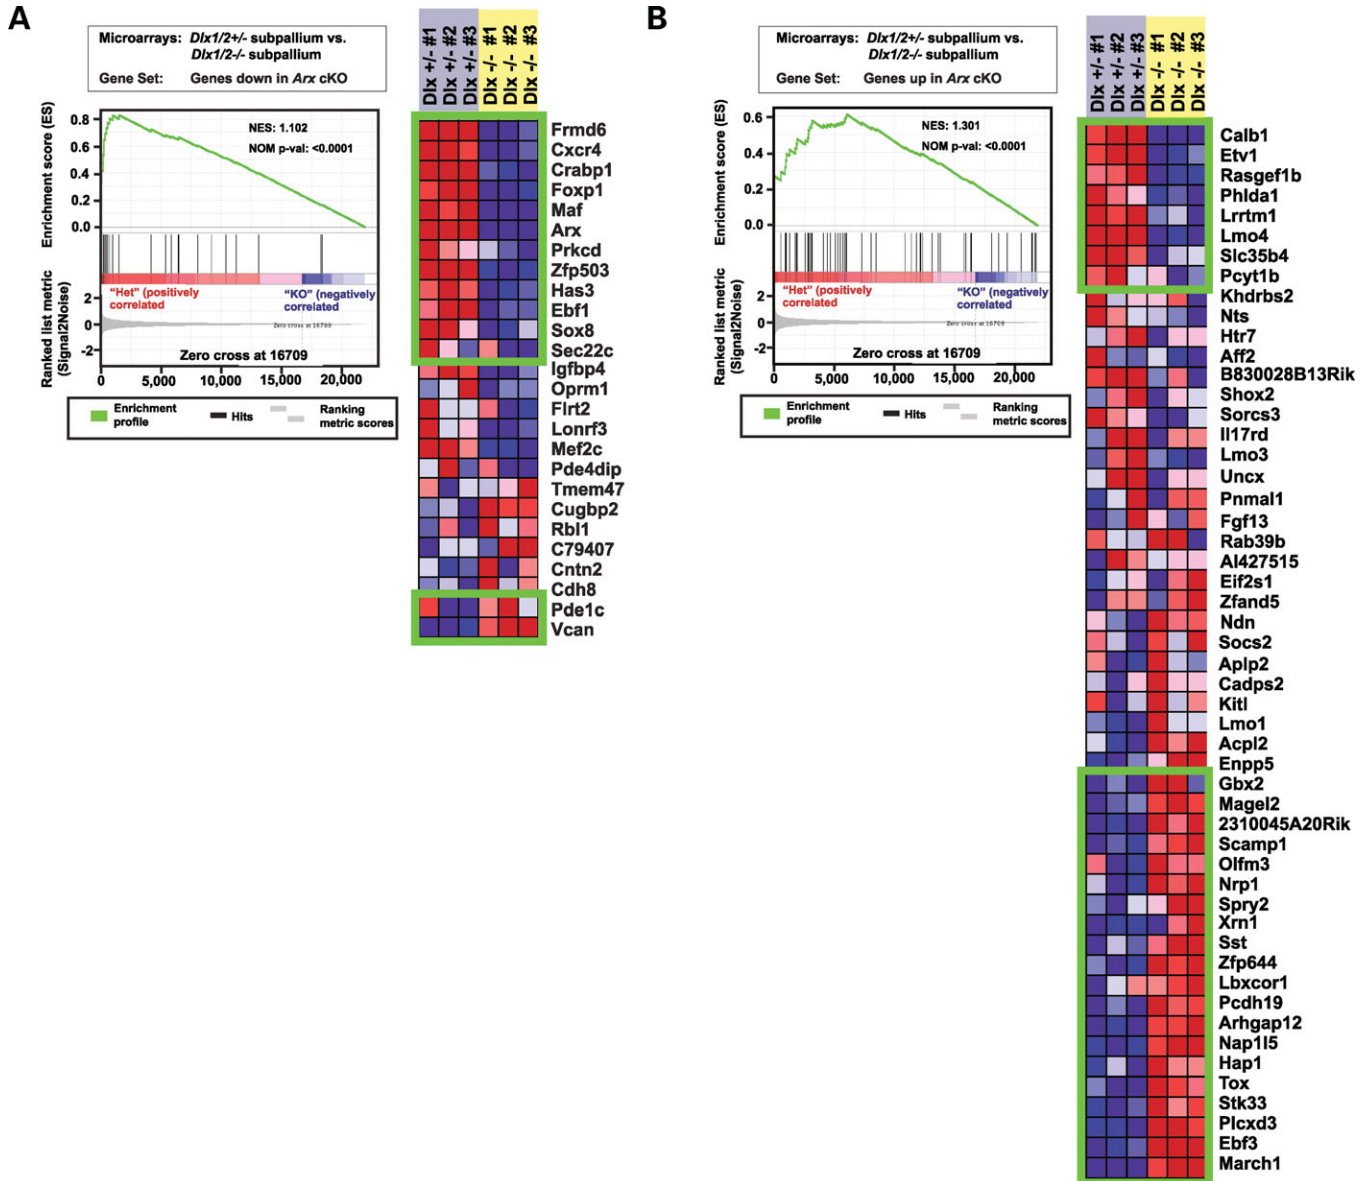 A
Microarrays: Dlx1/2+/- subpallium vs.
Dlx1/2-/- subpallium
Gene Set: Genes down in Arx cKO
Dlx +/- #1
Dlx +/- #2
Dlx +/- #3
Dlx -/- #1
Dlx -/- #2
Dlx -/- #3
Enrichment score (ES)
0.8
0.6
0.4
0.2
0.0
NES: 1.102
NOM p-val: <0.0001
"Het" (positively
correlated
"KO" (negatively
correlated
Ranked list metric
(Signal2Noise)
2
0
-2
Zero cross at 16709
Zero cross at 16709
0
5,000
10,000
15,000
20,000
Enrichment
profile
Hits
Ranking
metric scores
Frmd6
Cxcr4
Crabp1
Foxp1
Maf
Arx
Prkcd
Zfp503
Has3
Ebf1
Sox8
Sec22c
Igfbp4
Oprm1
Flrt2
Lonrf3
Mef2c
Pde4dip
Tmem47
Cugbp2
Rbl1
C79407
Cntn2
Cdh8
Pde1c
Vcan
B
Microarrays: Dlx1/2+/- subpallium vs.
Dlx1/2-/- subpallium
Gene Set: Genes up in Arx cKO
Dlx +/- #1
Dlx +/- #2
Dlx +/- #3
Dlx -/- #1
Dlx -/- #2
Dlx -/- #3
Enrichment score (ES)
0.6
0.4
0.2
0.0
NES: 1.301
NOM p-val: <0.0001
"Het" (positively
correlated
"KO" (negatively
correlated
Ranked list metric
(Signal2Noise)
2
0
-2
Zero cross at 16709
Zero cross at 16709
0
5,000
10,000
15,000
20,000
Enrichment
profile
Hits
Ranking
metric scores
Calb1
Etv1
Rasgef1b
Phlda1
Lrrtm1
Lmo4
Slc35b4
Pcyt1b
Khdrbs2
Nts
Htr7
Aff2
B830028B13Rik
Shox2
Sorcs3
Il17rd
Lmo3
Uncx
Pnmal1
Fgf13
Rab39b
AI427515
Eif2s1
Zfand5
Ndn
Socs2
Aplp2
Cadps2
Kitl
Lmo1
Acpl2
Enpp5
Gbx2
Magel2
2310045A20Rik
Scamp1
Olfm3
Nrp1
Spry2
Xrn1
Sst
Zfp644
Lbxcor1
Pcdh19
Arhgap12
Nap1l5
Hap1
Tox
Stk33
Plcxd3
Ebf3
March1